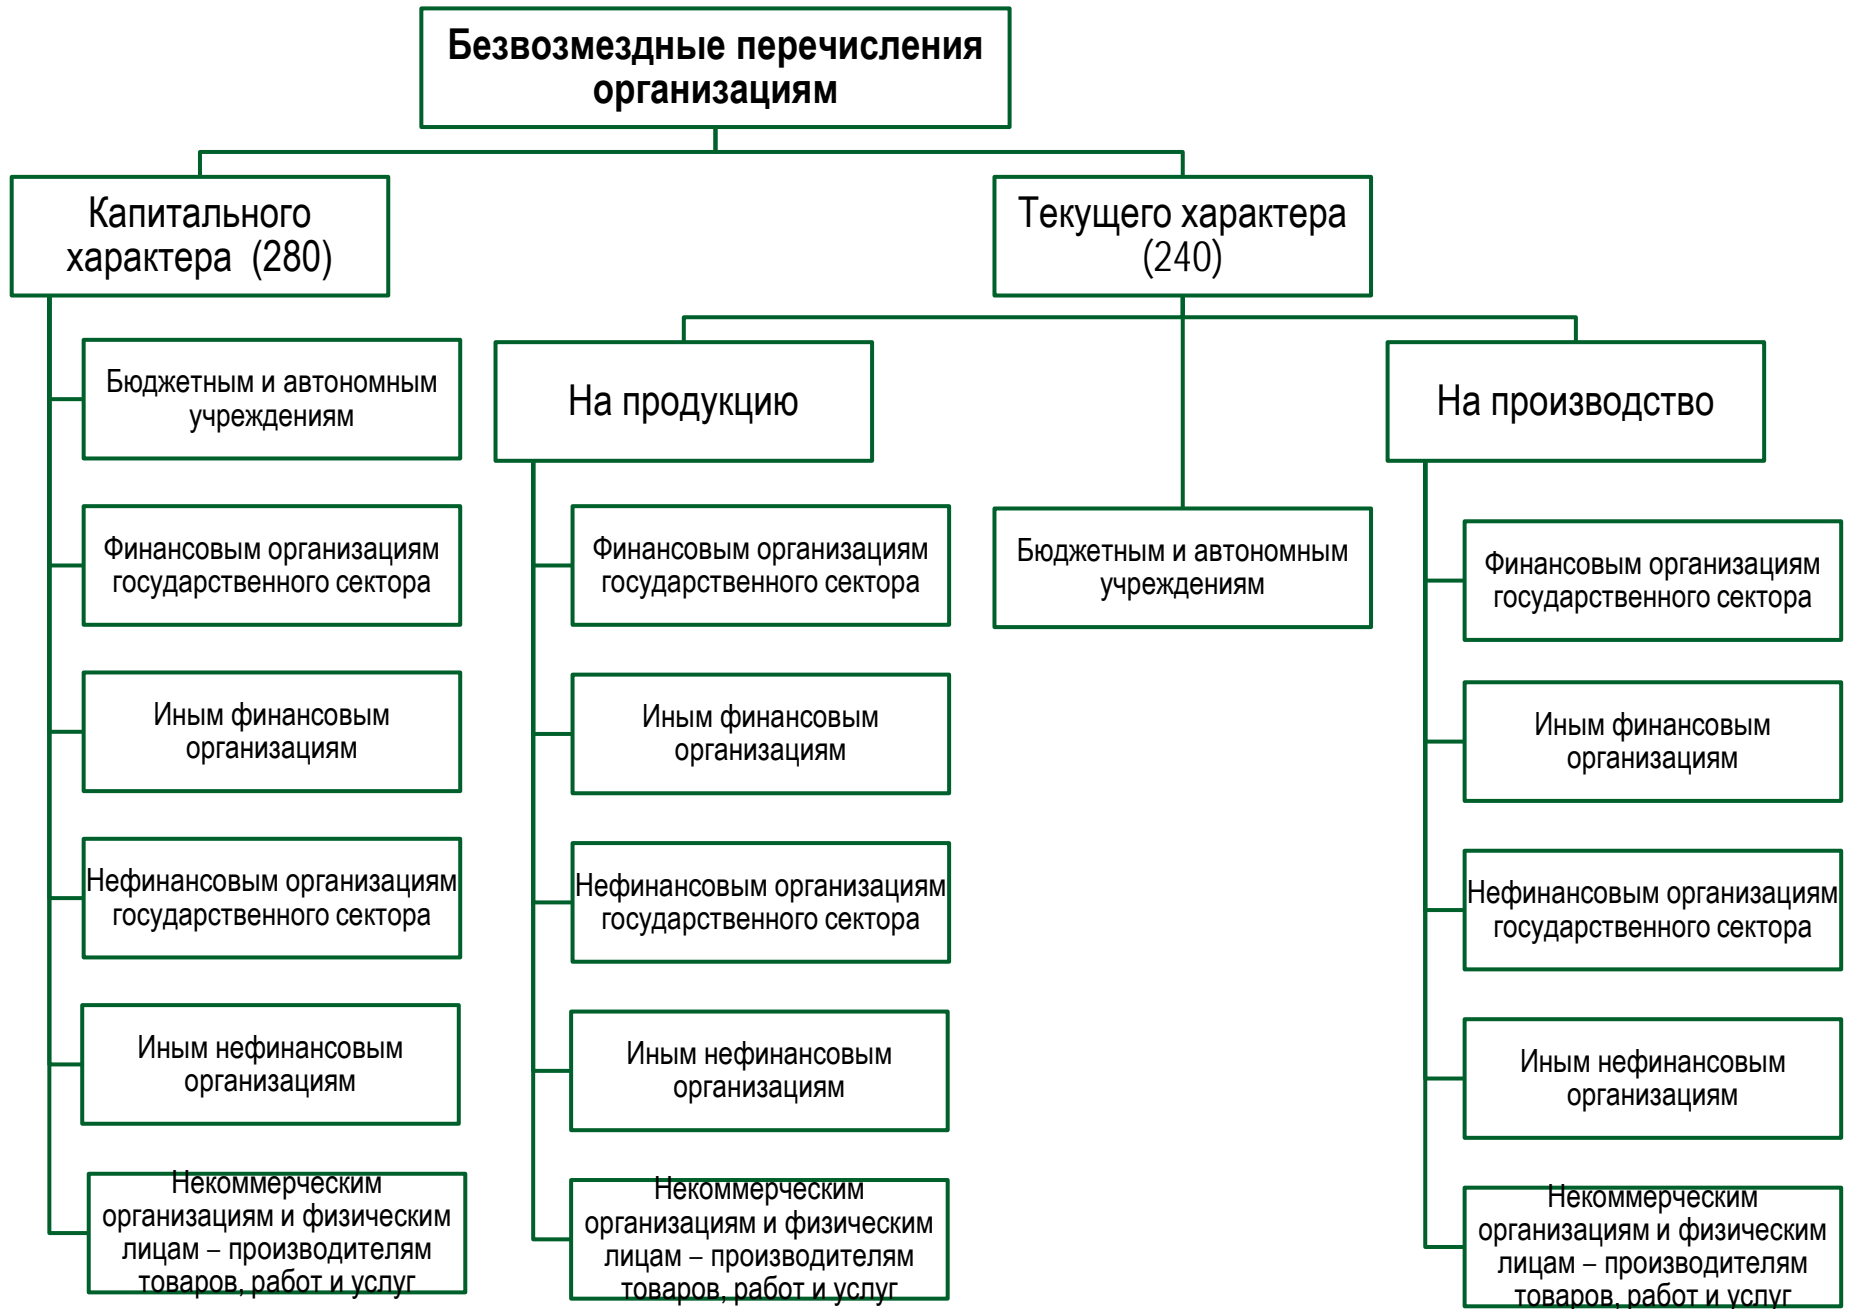 Безвозмездные перечисления
организациям
Капитального
характера (280)
Бюджетным и автономным
учреждениям
Финансовым организациям
государственного сектора
Иным финансовым
организациям
Нефинансовым организациям
государственного сектора
Иным нефинансовым
организациям
Некоммерческим
организациям и физическим
лицам – производителям
товаров, работ и услуг
Текущего характера
(240)
На продукцию
Финансовым организациям
государственного сектора
Иным финансовым
организациям
Нефинансовым организациям
государственного сектора
Иным нефинансовым
организациям
Некоммерческим
организациям и физическим
лицам – производителям
товаров, работ и услуг
Бюджетным и автономным
учреждениям
На производство
Финансовым организациям
государственного сектора
Иным финансовым
организациям
Нефинансовым организациям
государственного сектора
Иным нефинансовым
организациям
Некоммерческим
организациям и физическим
лицам – производителям
товаров, работ и услуг